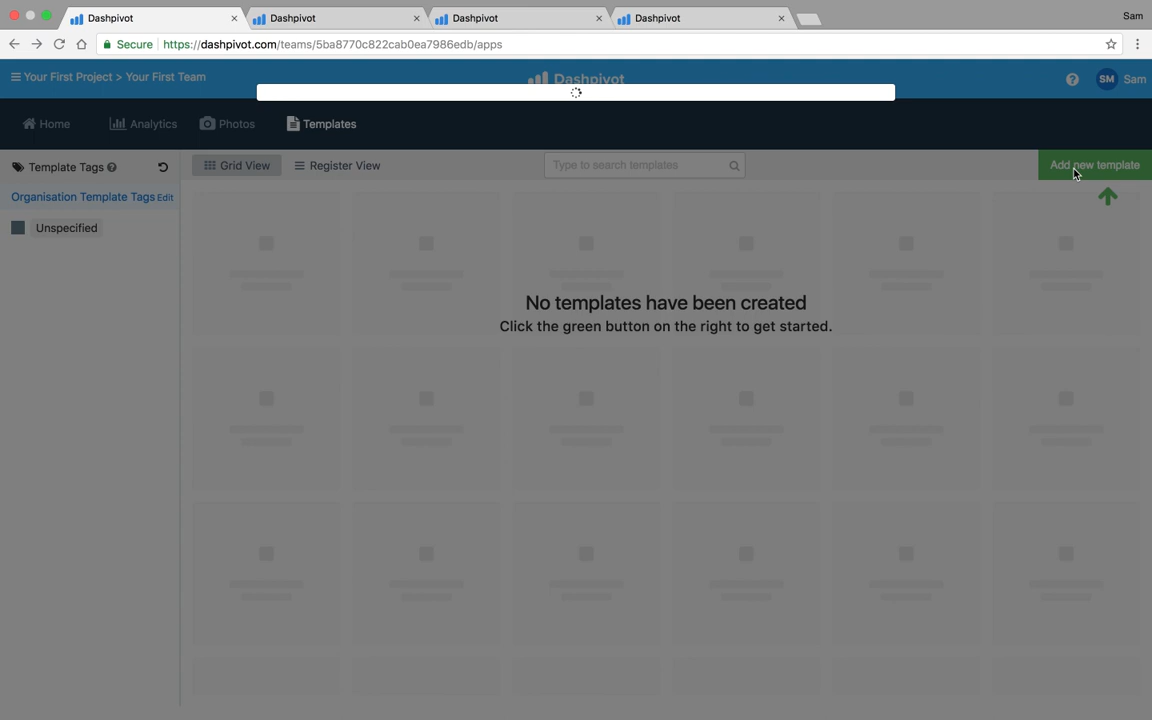 Dashpivot
Dashpivot
Dashpivot
Dashpivot
Sam
Secure https://dashpivot.com/teams/5ba8770c822cab0ea7986edb/apps
Your First Project > Your First Team
Dashpivot
? SM Sam
Home
Analytics
Photos
Templates
Template Tags ?
Grid View
Register View
Type to search templates
Add new template
Organisation Template Tags Edit
Unspecified
No templates have been created
Click the green button on the right to get started.